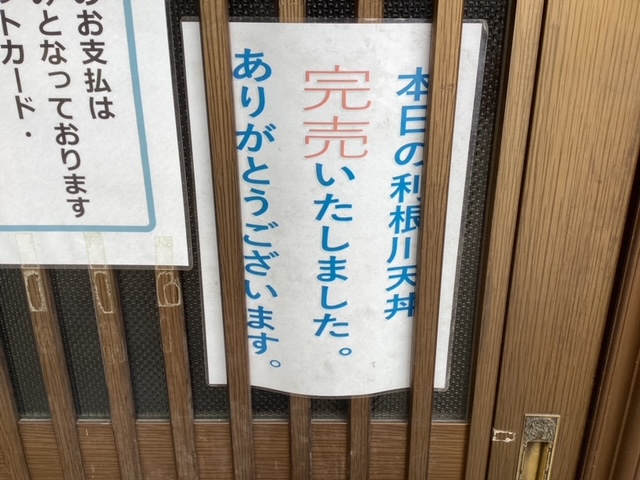 本日の利根川天丼
完売いたしました。
ありがとうございます。
のお支払は
みとなっております
ットカード・